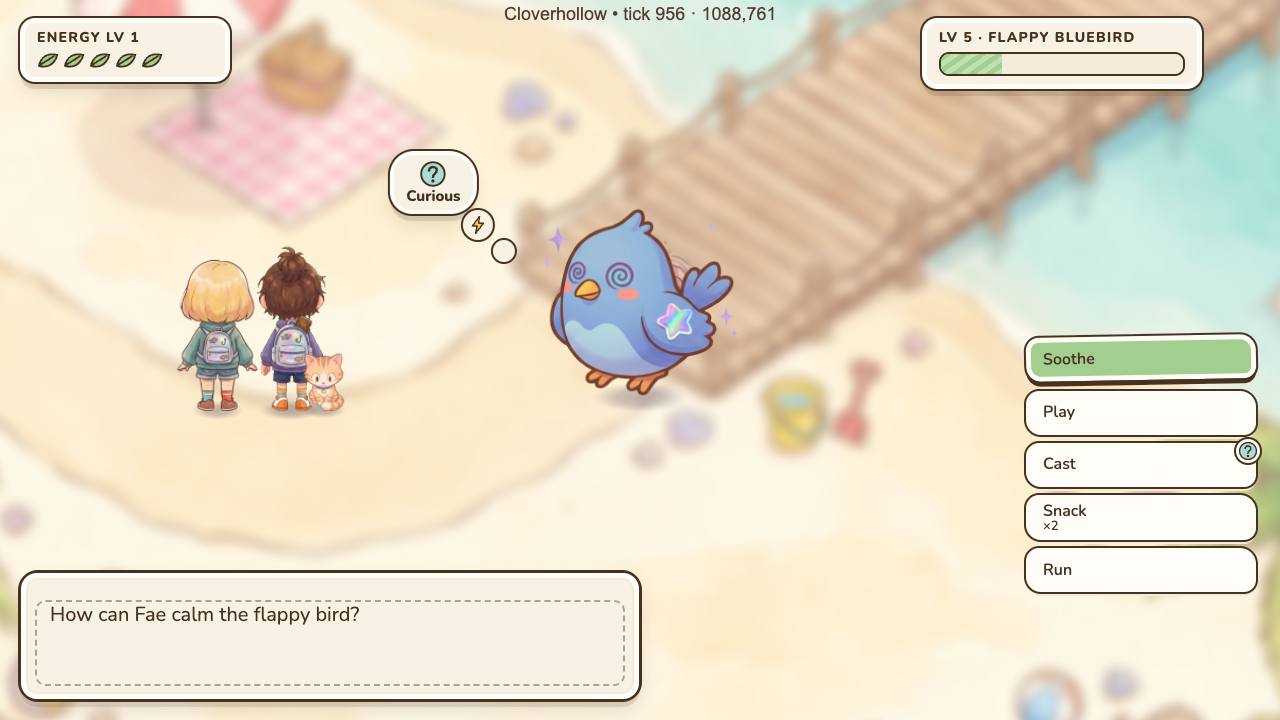 Cloverhollow • tick 956 · 1088,761
ENERGY LV 1
LV 5 · FLAPPY BLUEBIRD
?
Curious
Soothe
Play
Cast
?
Snack
×2
Run
How can Fae calm the flappy bird?